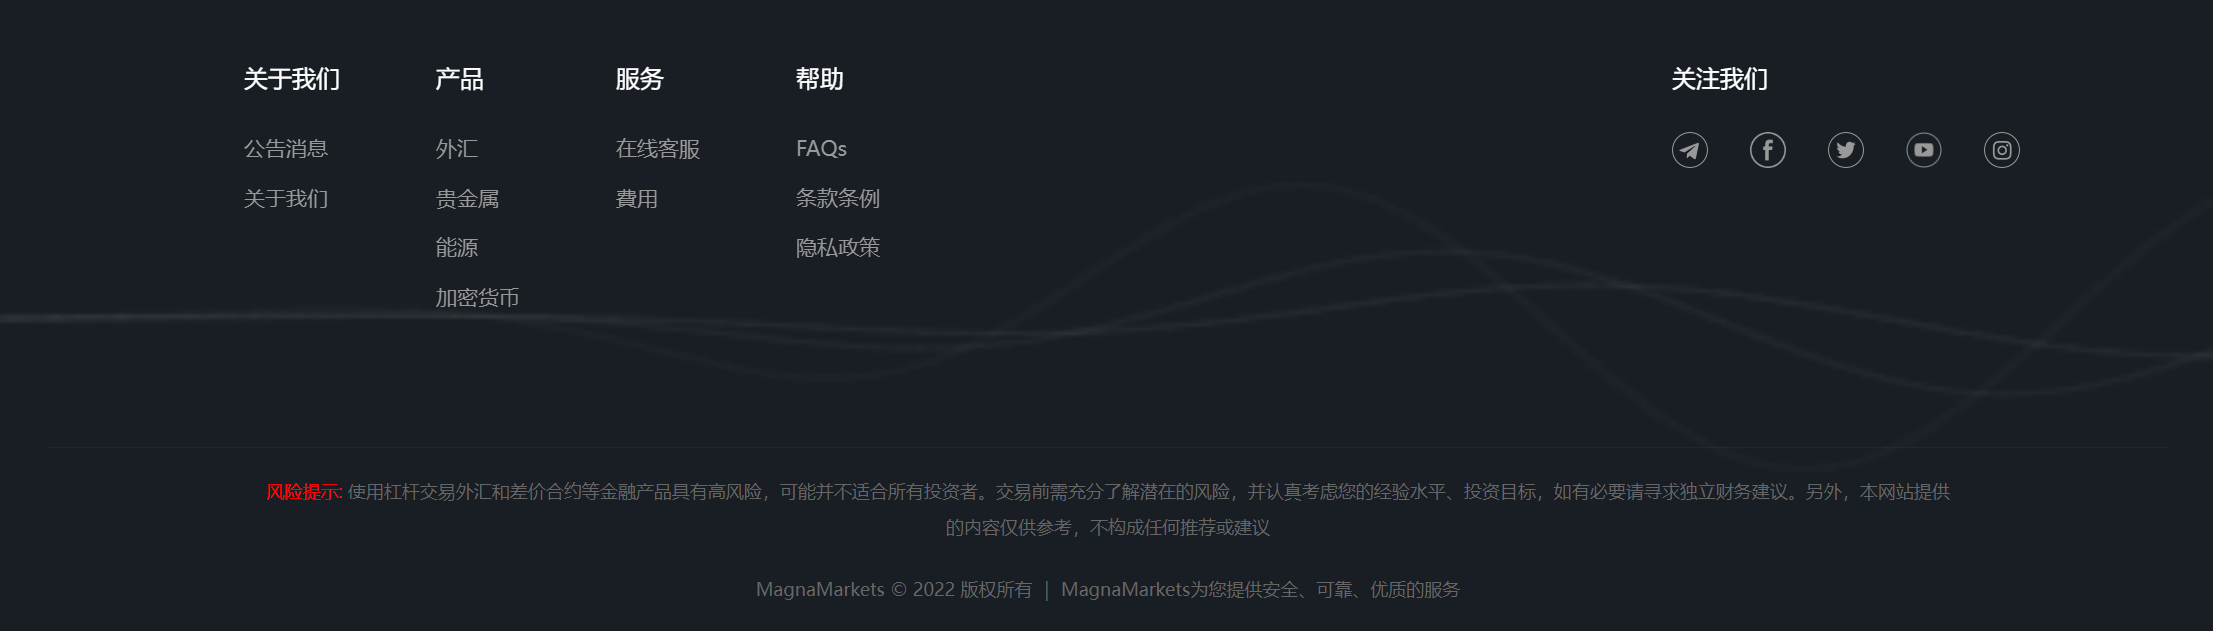 关于我们
公告消息
关于我们
产品
外汇
贵金属
能源
加密货币
服务
在线客服
費用
帮助
FAQs
条款条例
隐私政策
关注我们
风险提示: 使用杠杆交易外汇和差价合约等金融产品具有高风险，可能并不适合所有投资者。交易前需充分了解潜在的风险，并认真考虑您的经验水平、投资目标，如有必要请寻求独立财务建议。另外，本网站提供
的内容仅供参考，不构成任何推荐或建议
MagnaMarkets © 2022 版权所有 | MagnaMarkets为您提供安全、可靠、优质的服务